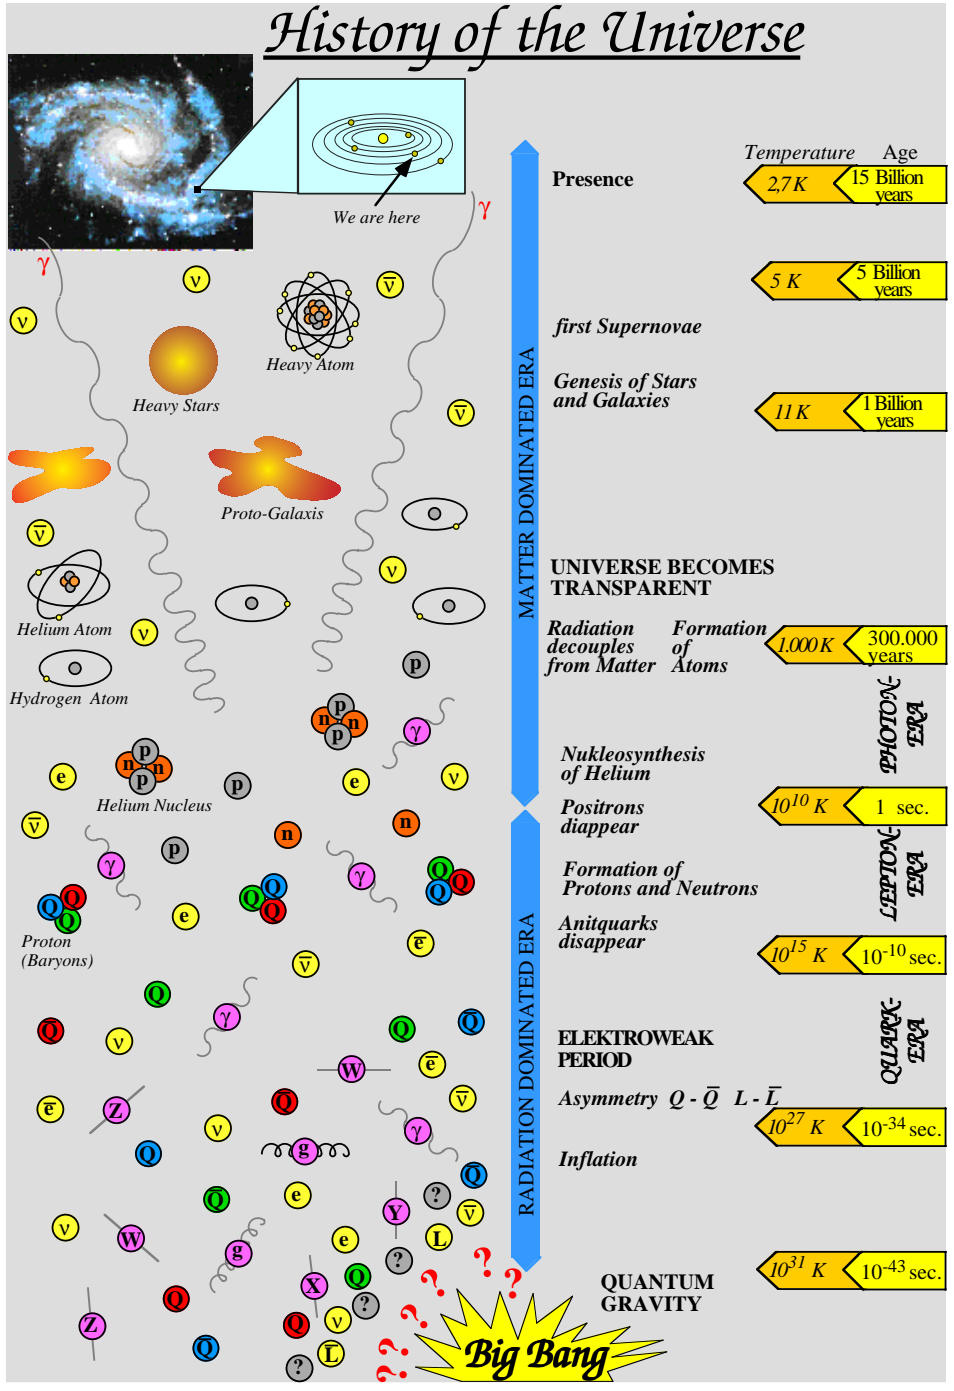 History of the Universe
Temperature Age
Presence
2,7 K
15 Billion
years
We are here
γ
γ
ν
ν
ν̅
5 K
5 Billion
years
first Supernovae
Heavy Atom
Heavy Stars
Genesis of Stars
and Galaxies
11 K
1 Billion
years
ν̅
MATTER DOMINATED ERA
Proto-Galaxis
ν̅
ν
UNIVERSE BECOMES
TRANSPARENT
Helium Atom
ν
Radiation
decouples
from Matter
Formation
of
Atoms
1.000 K
300.000
years
p
Hydrogen Atom
PHOTON-
ERA
p
n n
p
γ
p
n n
p
Helium Nucleus
e
p
e
ν
Nukleosynthesis
of Helium
Positrons
diappear
10¹⁰ K
1 sec.
ν̅
p
n
n
LEPTON-
ERA
γ
γ
Q Q
Q
Q
Q
Q
Q
Q
Q
e
Formation of
Protons and Neutrons
Proton
(Baryons)
Anitquarks
disappear
e̅
ν̅
10¹⁵ K
10⁻¹⁰ sec.
RADIATION DOMINATED ERA
Q
γ
Q̅
ν
Q
Q̅
ELEKTROWEAK
PERIOD
QUARK-
ERA
W
e̅
e̅
Z
Q̅
ν̅
Asymmetry Q - Q̅ L - L̅
ν
γ
10²⁷ K
10⁻³⁴ sec.
Q
g
Inflation
Q̅
Q̅
e
?
Y
ν̅
ν
W
g
e
L
?
X
Q
?
10³¹ K
10⁻⁴³ sec.
QUANTUM
GRAVITY
Q
Z
Q
ν
Q̅
L̅
?
? ? ? ? ? ? ?
Big Bang